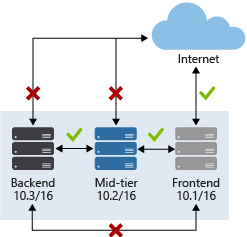 Internet
Backend
10.3/16
Mid-tier
10.2/16
Frontend
10.1/16